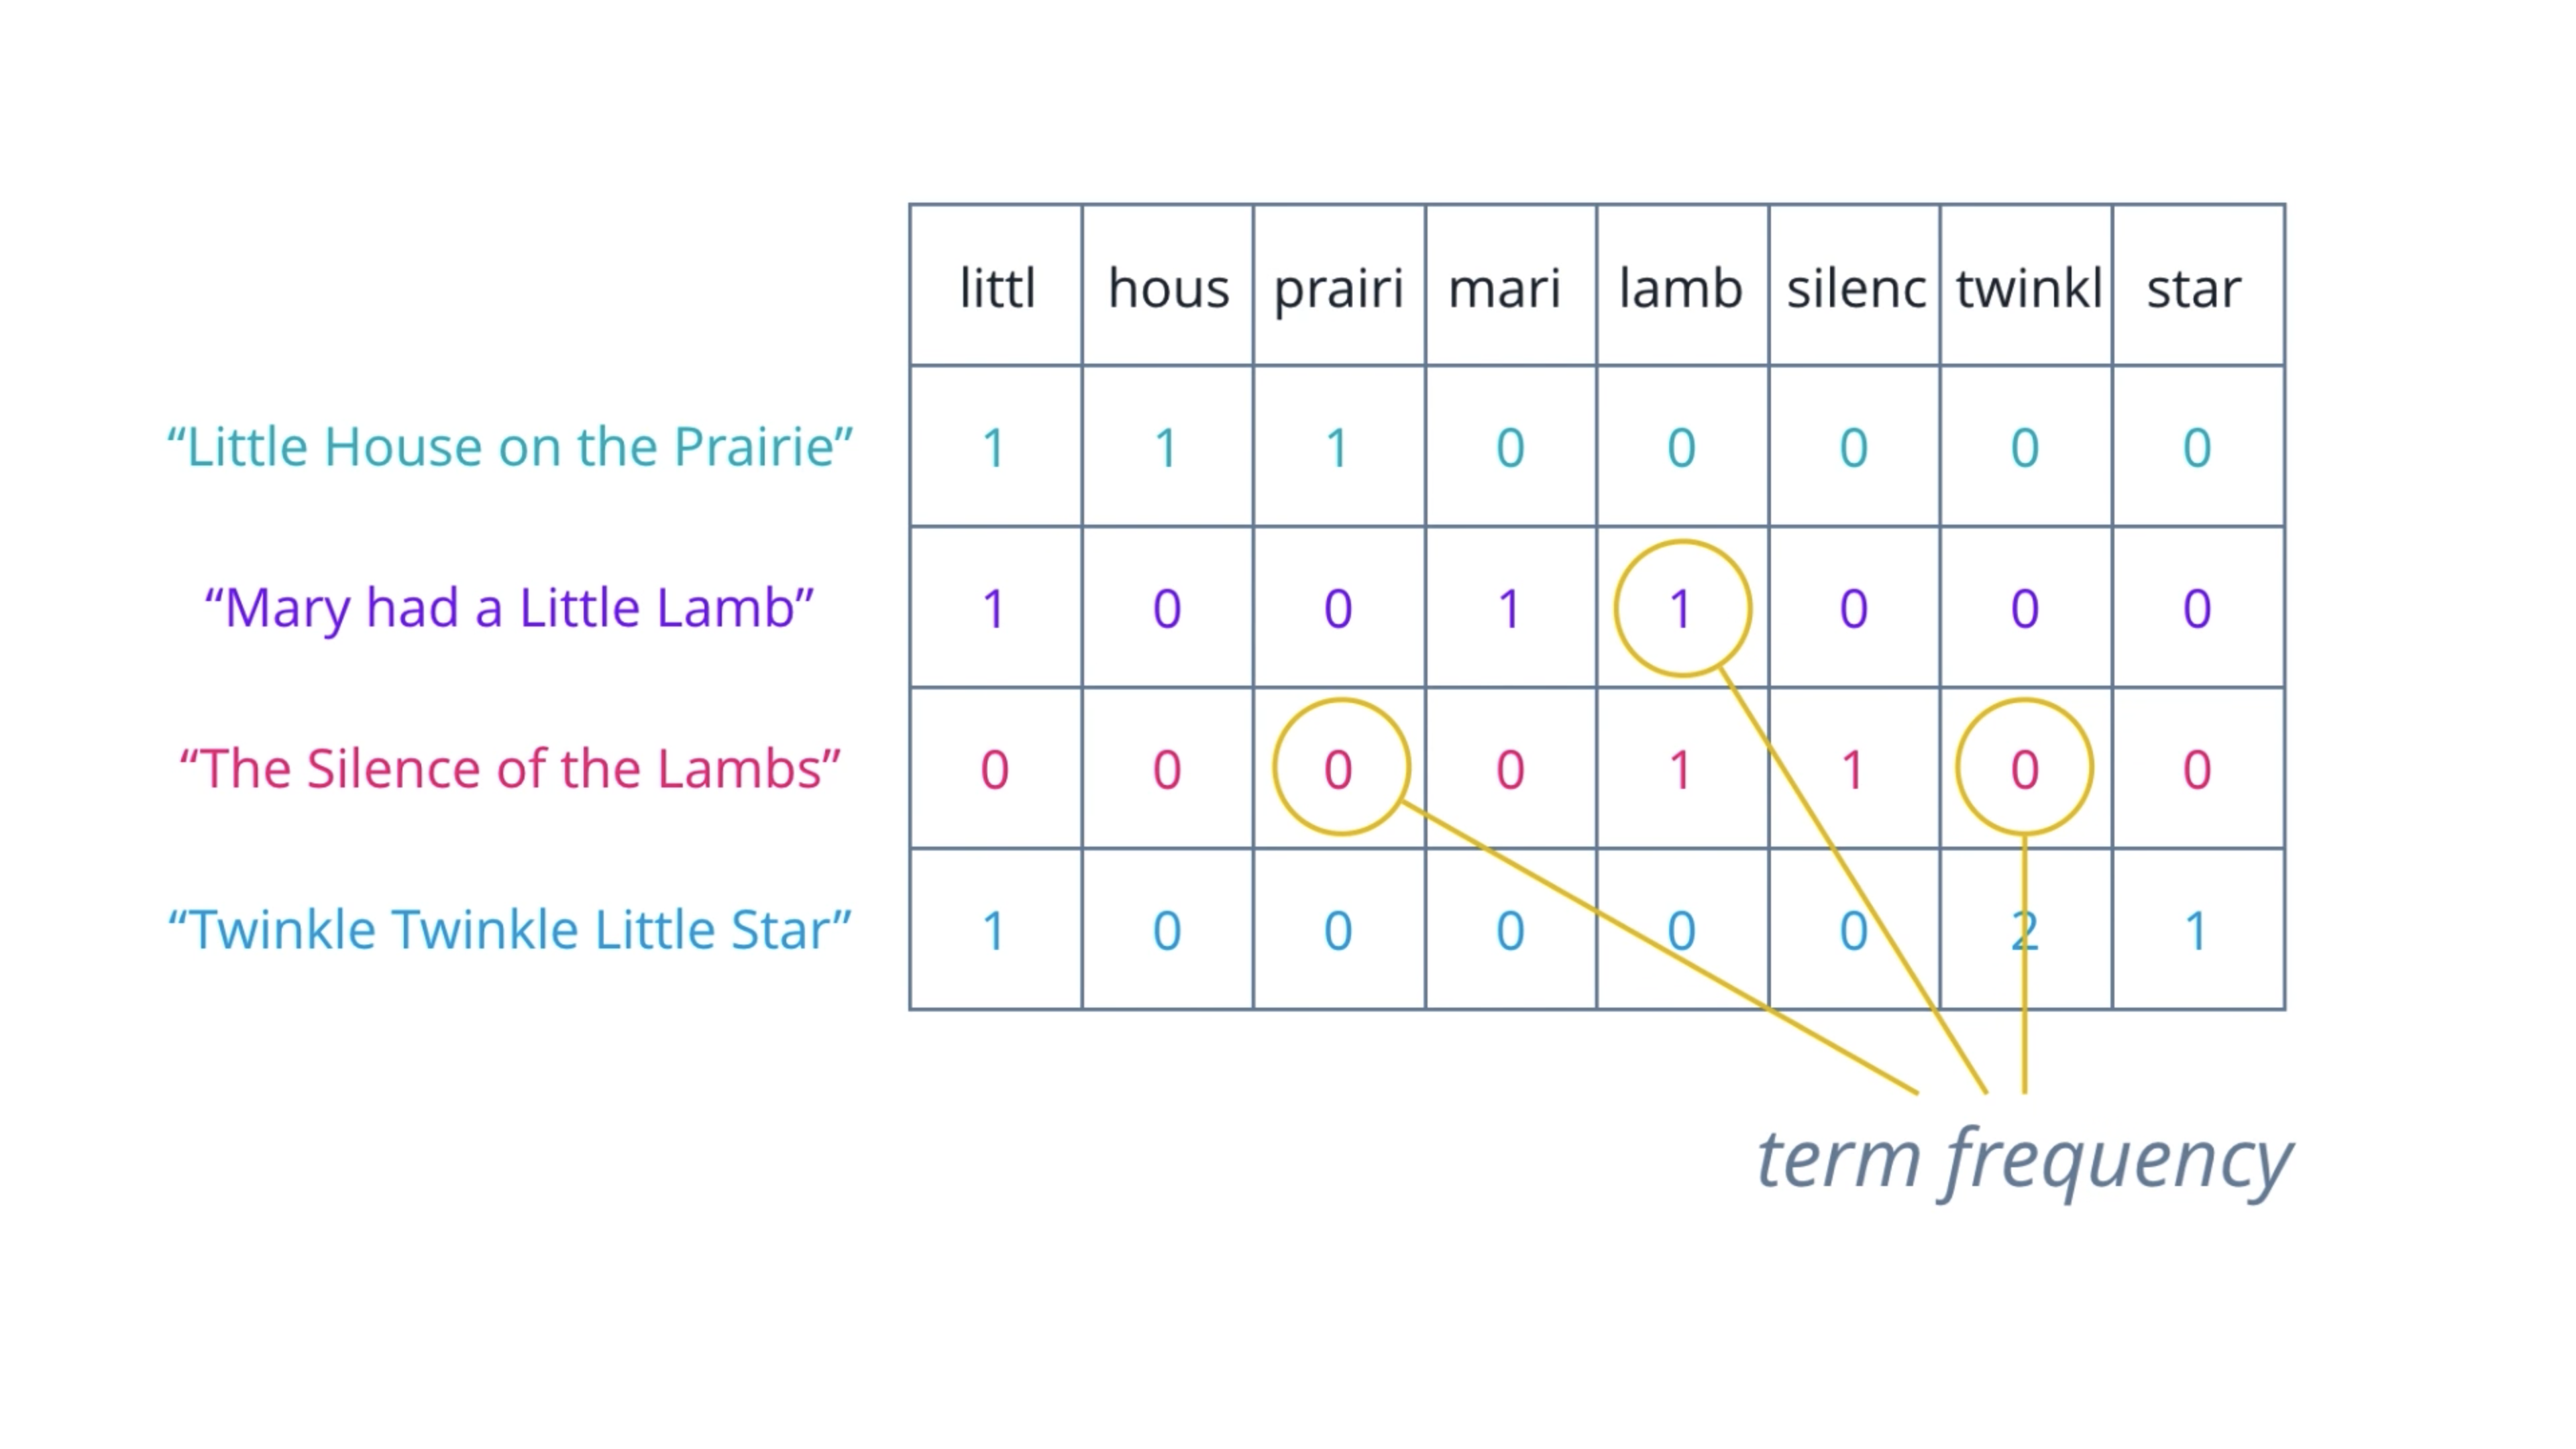 littl hous prairi mari lamb silenc twinkl star
“Little House on the Prairie” 1 1 1 0 0 0 0 0
“Mary had a Little Lamb” 1 0 0 1 1 0 0 0
“The Silence of the Lambs” 0 0 0 0 1 1 0 0
“Twinkle Twinkle Little Star” 1 0 0 0 0 0 2 1
term frequency